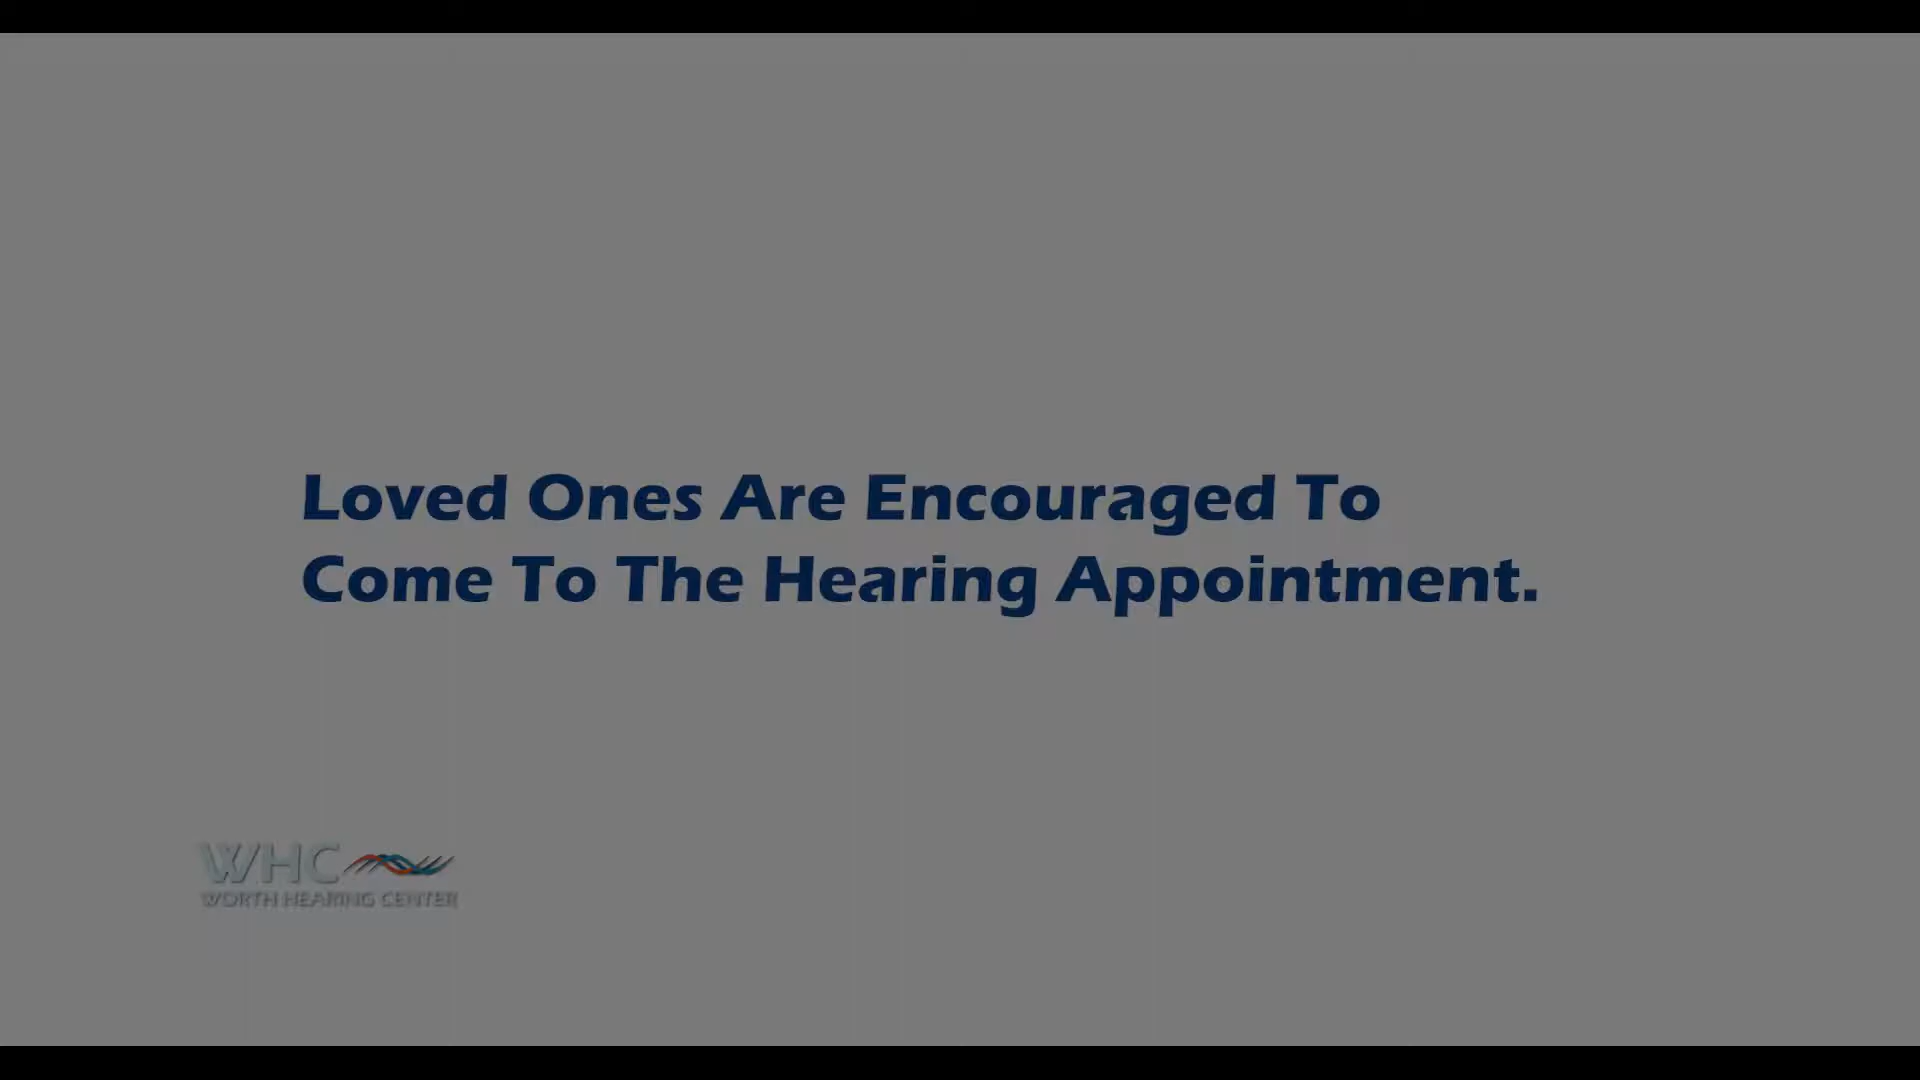 Loved Ones Are Encouraged To
Come To The Hearing Appointment.
WHC
WORTH HEARING CENTER